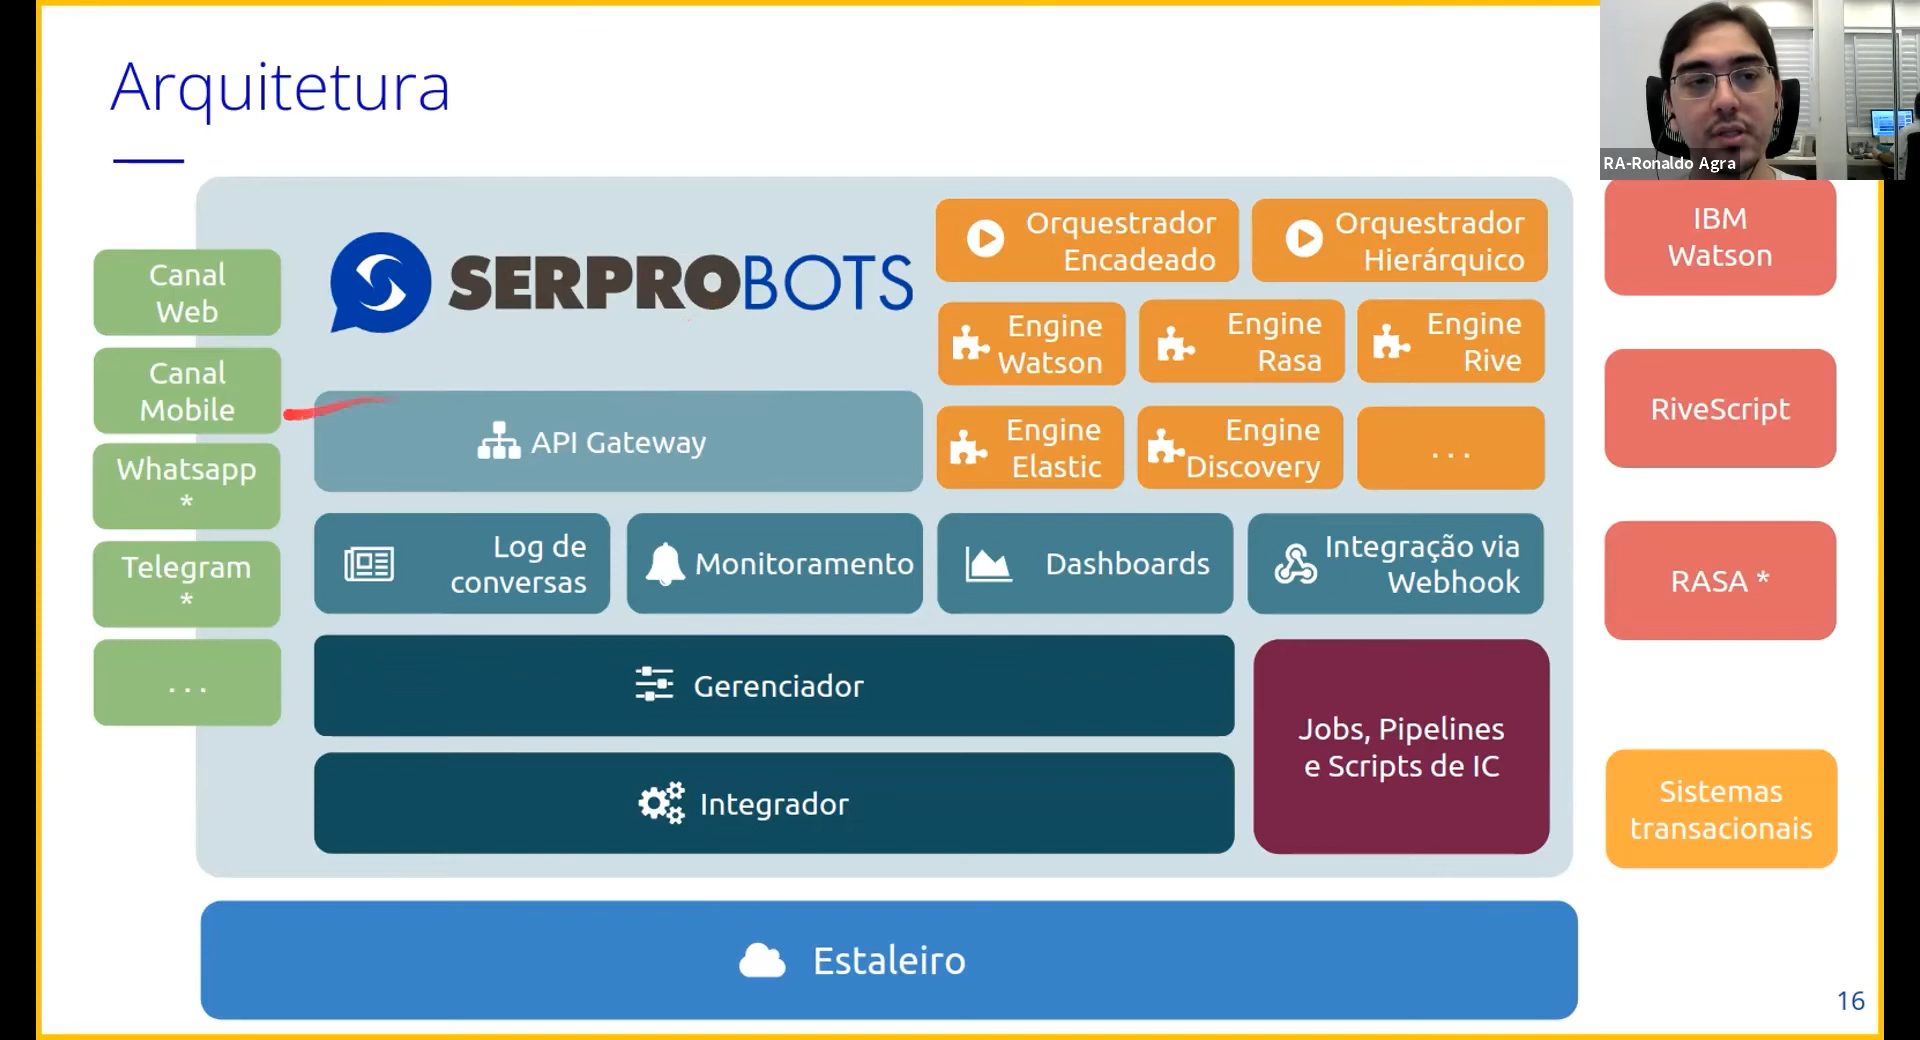 Arquitetura
RA-Ronaldo Agra
Canal
Web
Canal
Mobile
Whatsapp
*
Telegram
*
...
SERPROBOTS
Orquestrador
Encadeado
Orquestrador
Hierárquico
Engine
Watson
Engine
Rasa
Engine
Rive
API Gateway
Engine
Elastic
Engine
Discovery
...
Log de
conversas
Monitoramento
Dashboards
Integração via
Webhook
Gerenciador
Integrador
Jobs, Pipelines
e Scripts de IC
IBM
Watson
RiveScript
RASA *
Sistemas
transacionais
Estaleiro
16